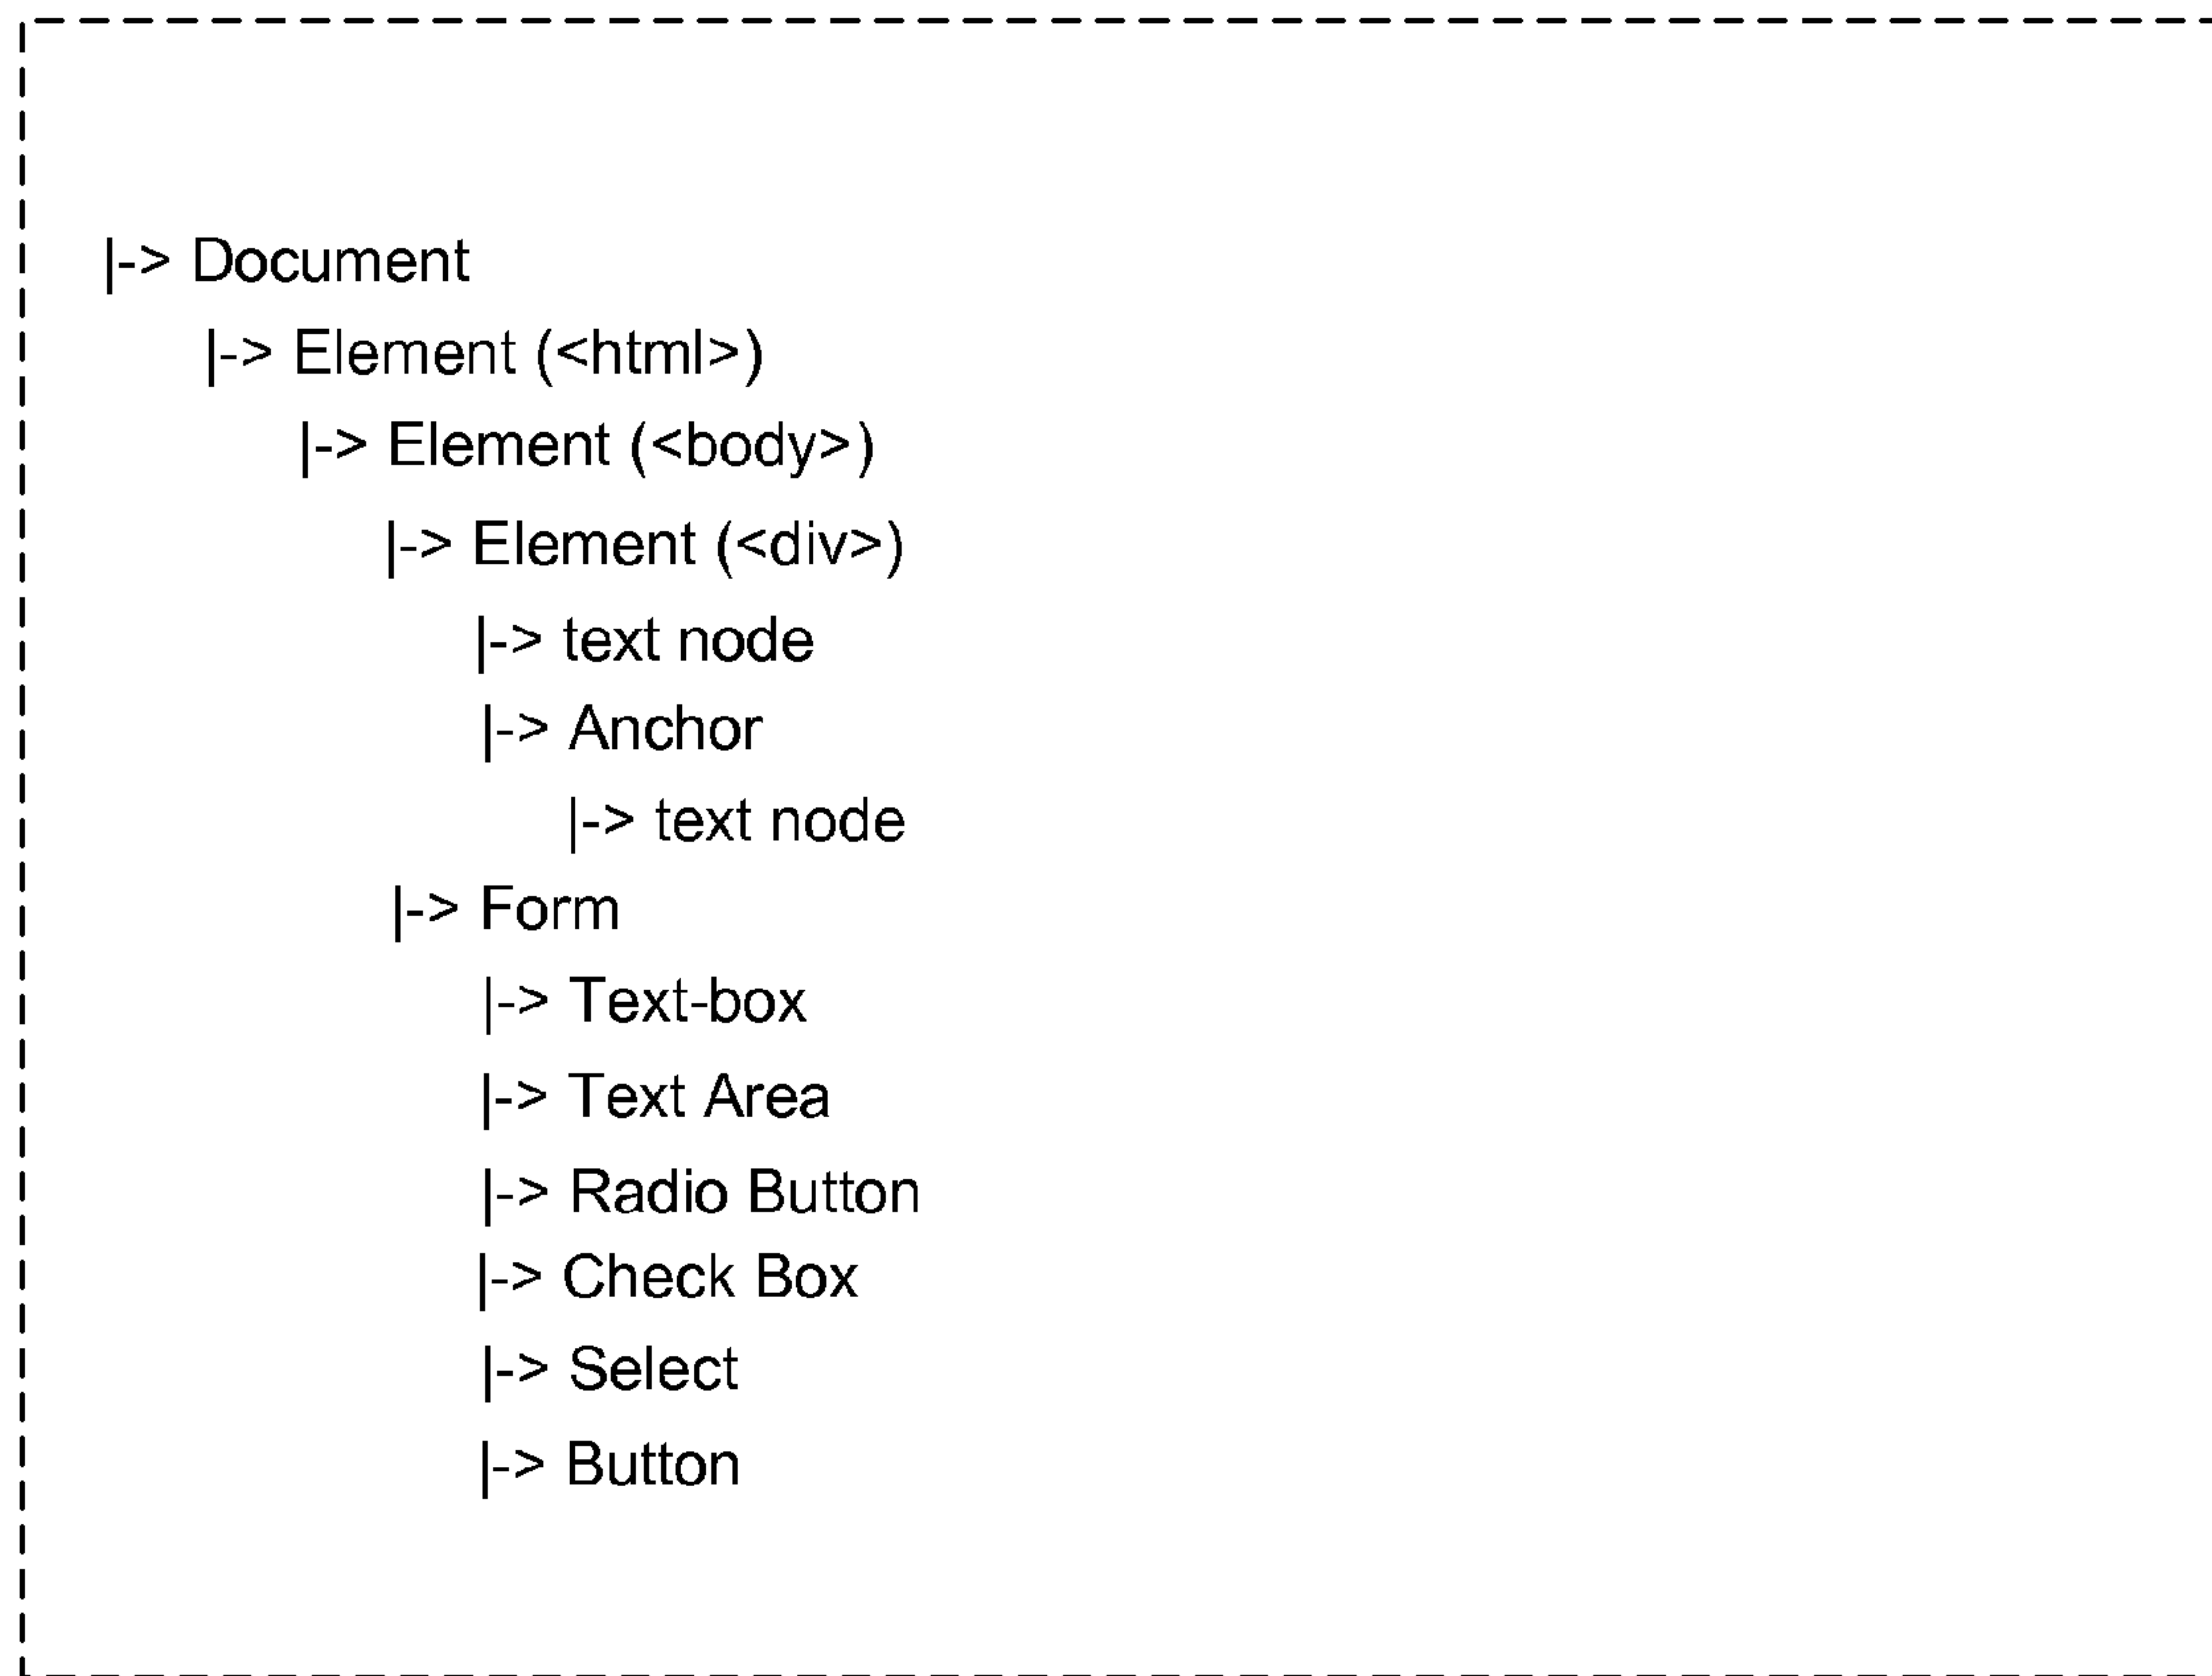 |-> Document
|-> Element (<html>)
|-> Element (<body>)
|-> Element (<div>)
|-> text node
|-> Anchor
|-> text node
|-> Form
|-> Text-box
|-> Text Area
|-> Radio Button
|-> Check Box
|-> Select
|-> Button